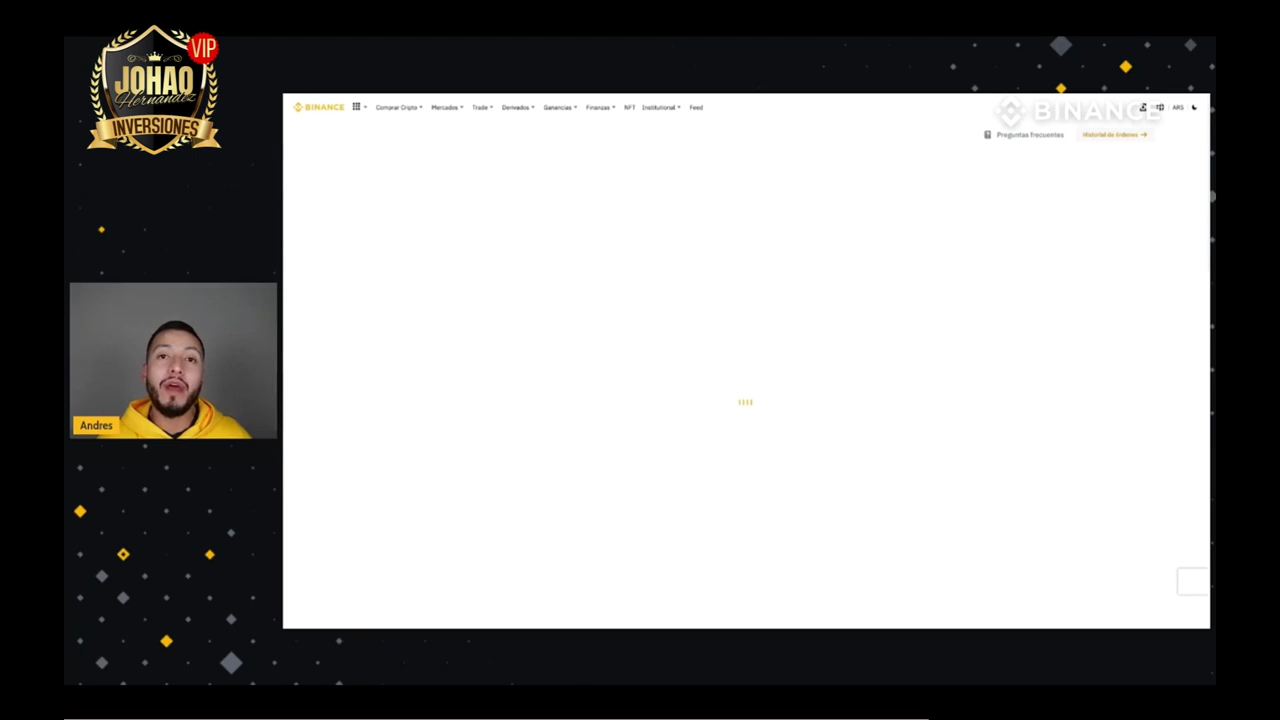 VIP
JOHAO
Hernandez
INVERSIONES
BINANCE Comprar Cripto Mercados Trade Derivados Ganancias Finanzas NFT Institutional Feed ARS
BINANCE
Preguntas frecuentes Historial de órdenes →
Andres